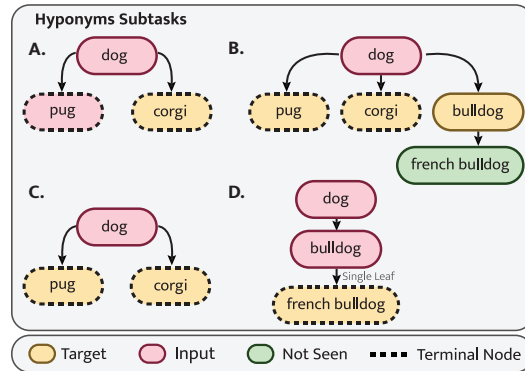 Hyponyms Subtasks
A.
dog
pug
corgi
B.
dog
pug
corgi
bulldog
french bulldog
C.
dog
pug
corgi
D.
dog
bulldog
Single Leaf
french bulldog
Target
Input
Not Seen
Terminal Node